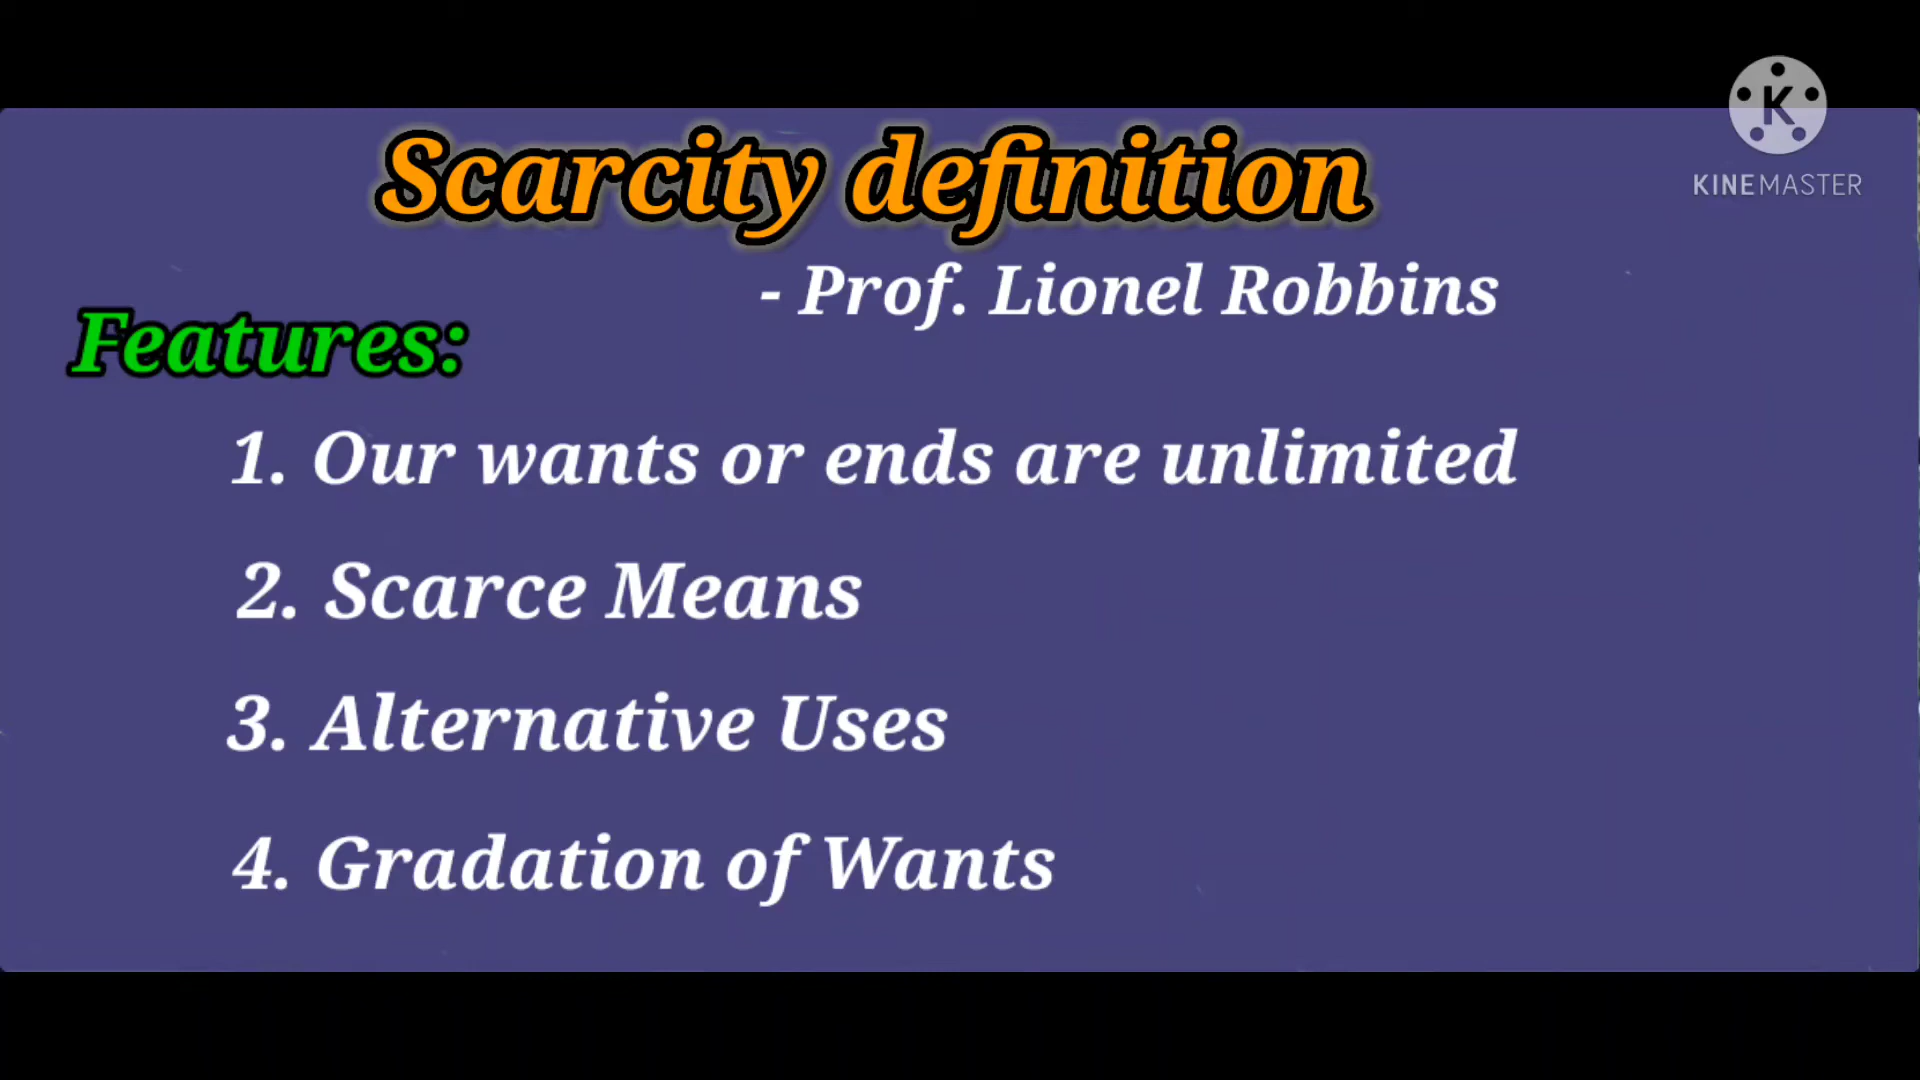 K
KINEMASTER
Scarcity definition
- Prof. Lionel Robbins
Features:
1. Our wants or ends are unlimited
2. Scarce Means
3. Alternative Uses
4. Gradation of Wants